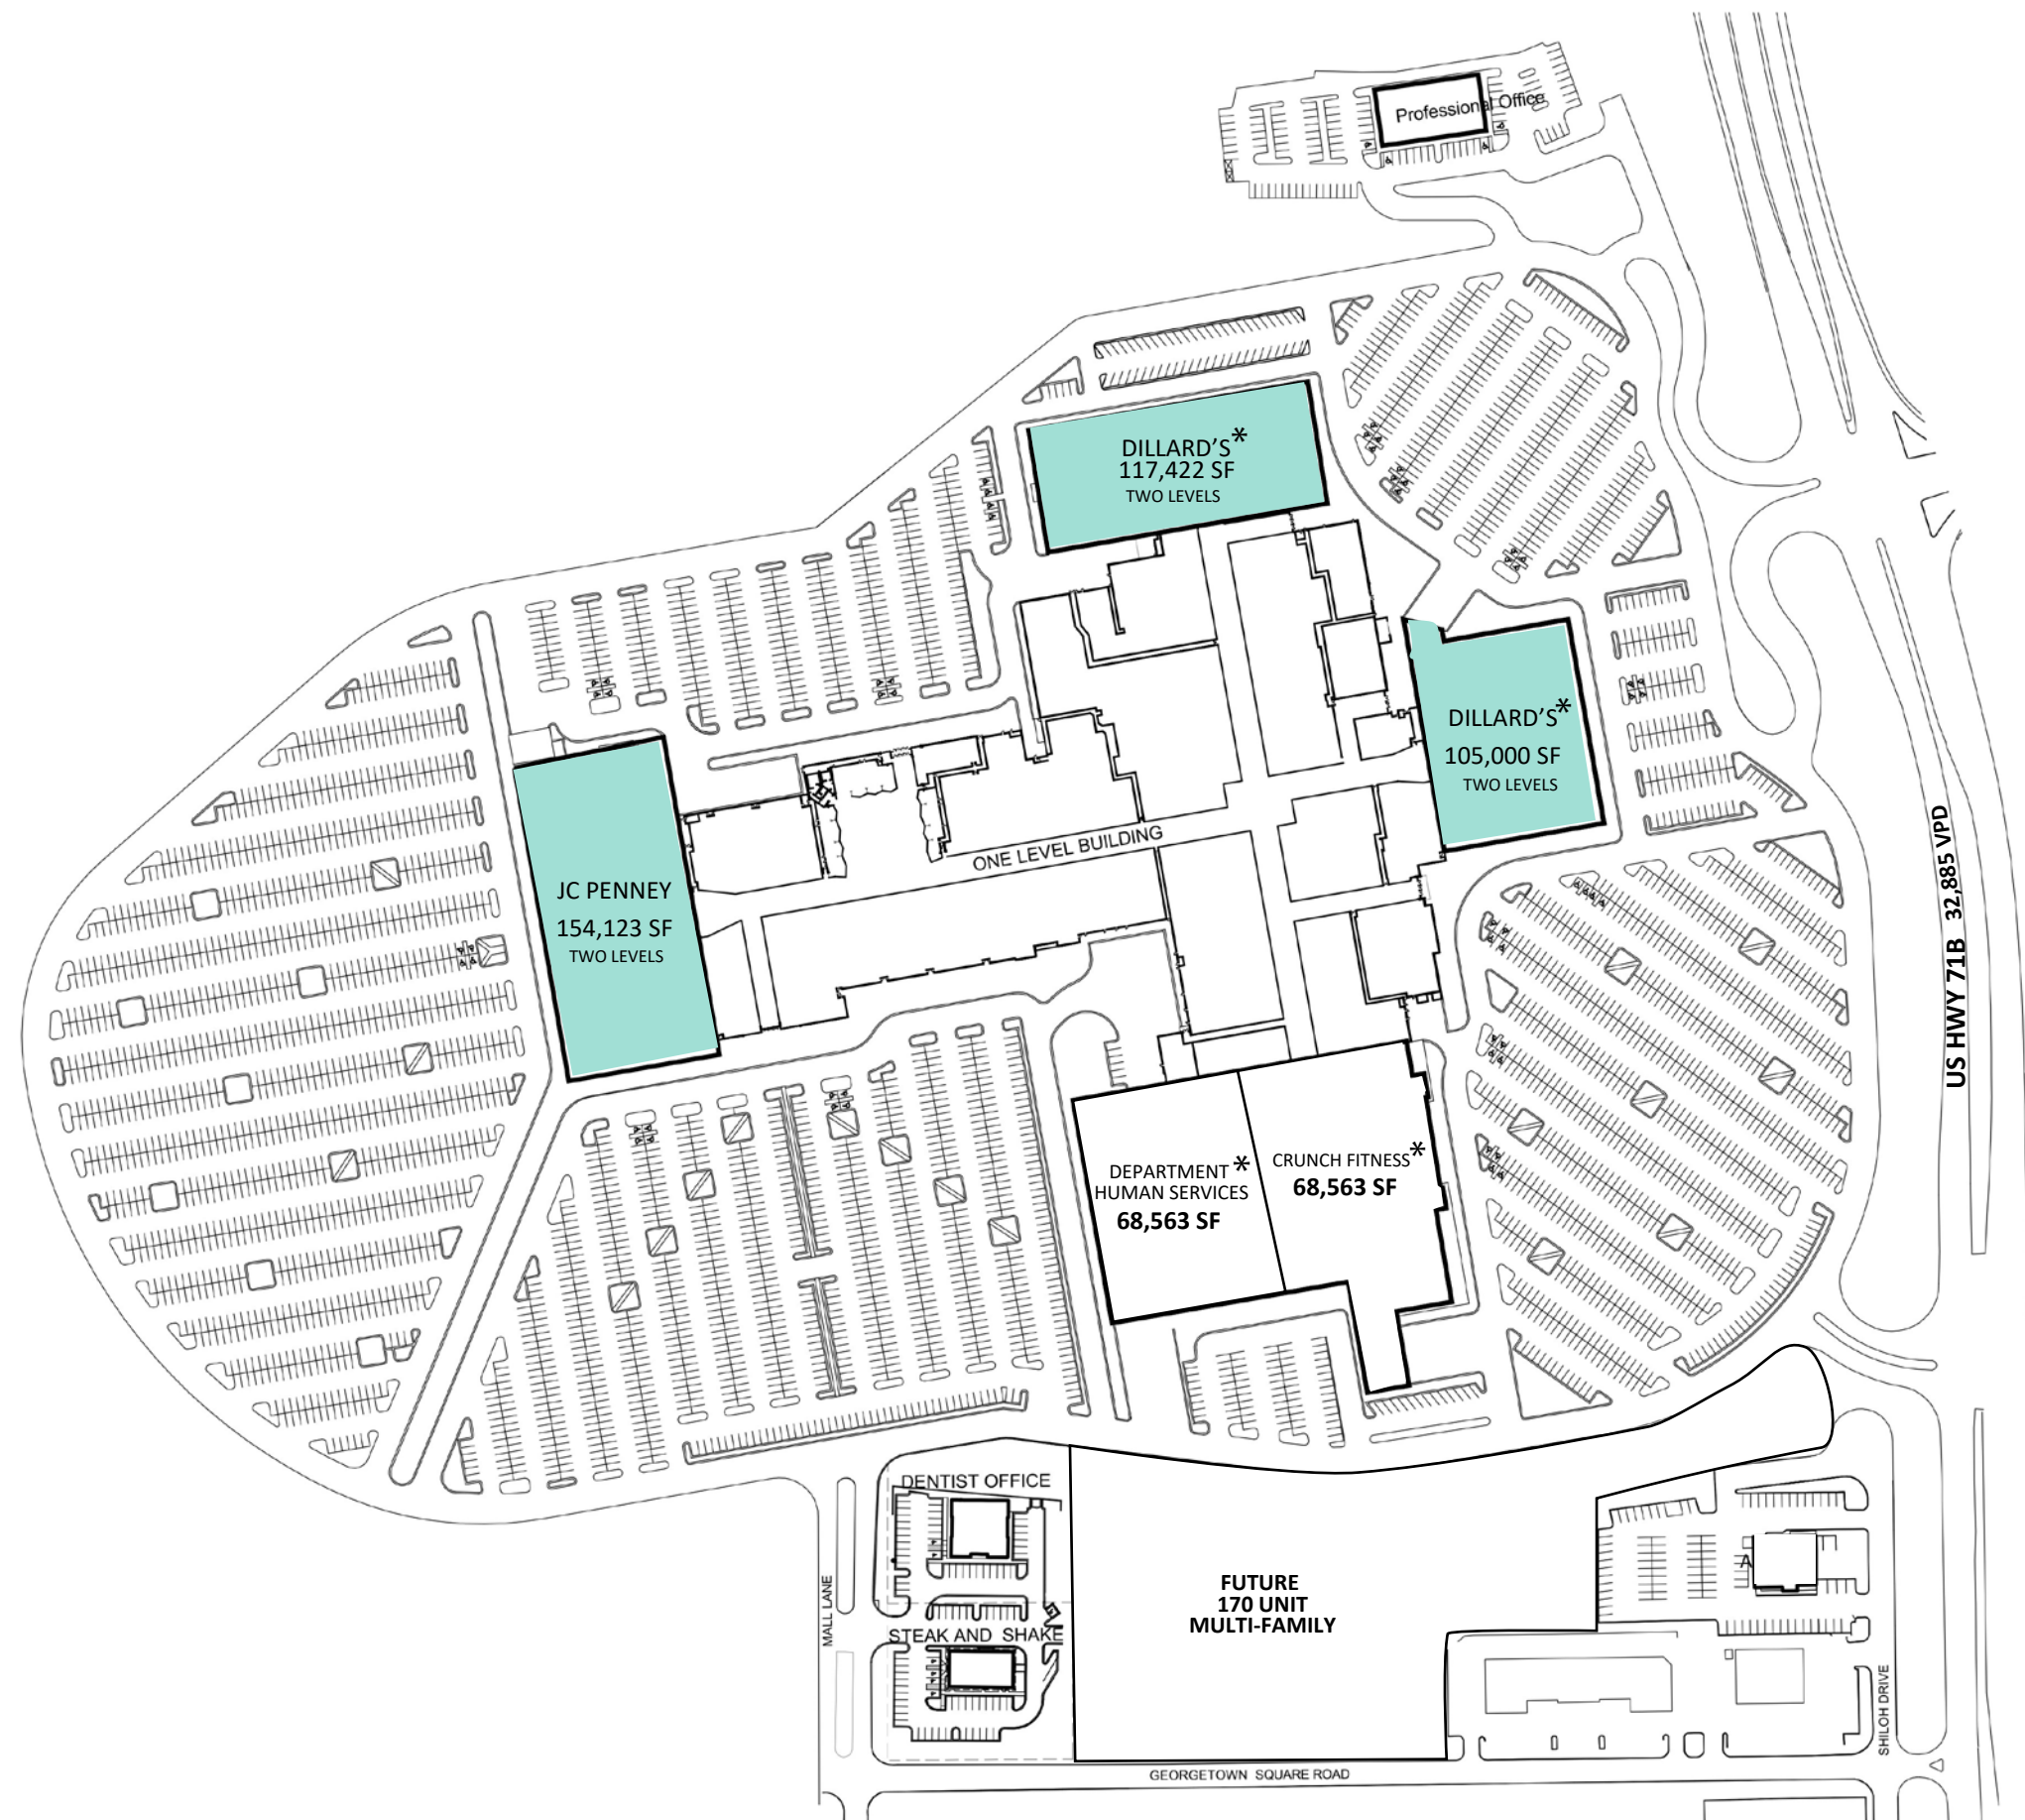 Professional Office
DILLARD'S*
117,422 SF
TWO LEVELS
DILLARD'S*
105,000 SF
TWO LEVELS
JC PENNEY
154,123 SF
TWO LEVELS
ONE LEVEL BUILDING
US HWY 71B 32,885 VPD
DEPARTMENT*
HUMAN SERVICES
68,563 SF
CRUNCH FITNESS*
68,563 SF
DENTIST OFFICE
STEAK AND SHAKE
MALL LANE
FUTURE
170 UNIT
MULTI-FAMILY
A
SHILOH DRIVE
GEORGETOWN SQUARE ROAD